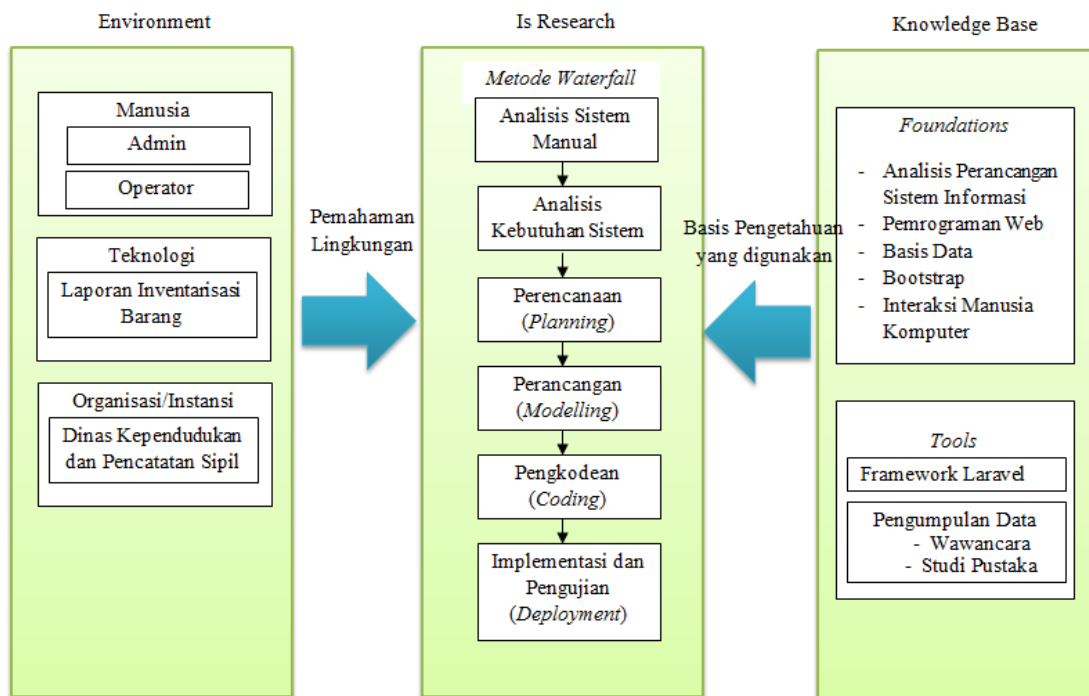 Environment
Manusia
Admin
Operator
Teknologi
Laporan Inventarisasi
Barang
Organisasi/Instansi
Dinas Kependudukan
dan Pencatatan Sipil
Pemahaman
Lingkungan
Is Research
Metode Waterfall
Analisis Sistem
Manual
Analisis
Kebutuhan Sistem
Perencanaan
(Planning)
Perancangan
(Modelling)
Pengkodean
(Coding)
Implementasi dan
Pengujian
(Deployment)
Basis Pengetahuan
yang digunakan
Knowledge Base
Foundations
- Analisis Perancangan
Sistem Informasi
- Pemrograman Web
- Basis Data
- Bootstrap
- Interaksi Manusia
Komputer
Tools
Framework Laravel
Pengumpulan Data
- Wawancara
- Studi Pustaka